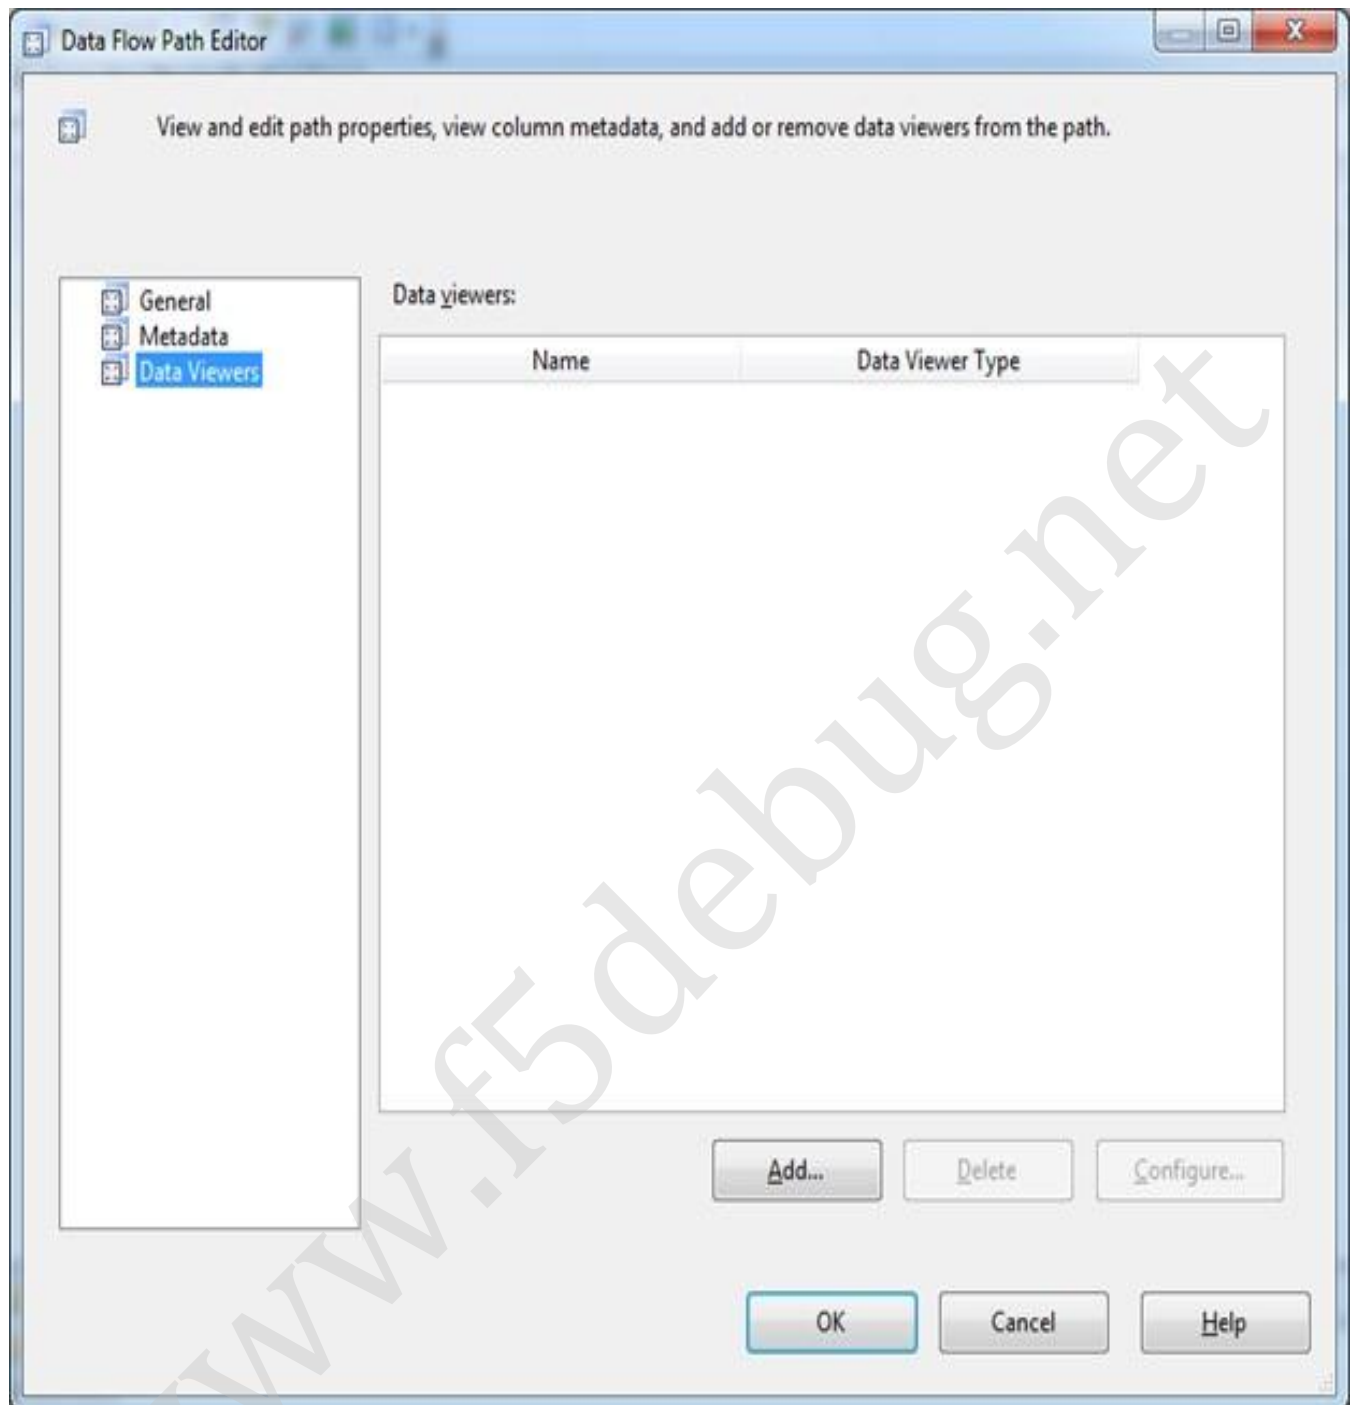 Data Flow Path Editor
View and edit path properties, view column metadata, and add or remove data viewers from the path.
General
Metadata
Data Viewers
Data viewers:
Name Data Viewer Type
Add... Delete Configure...
OK Cancel Help
www.f5debug.net